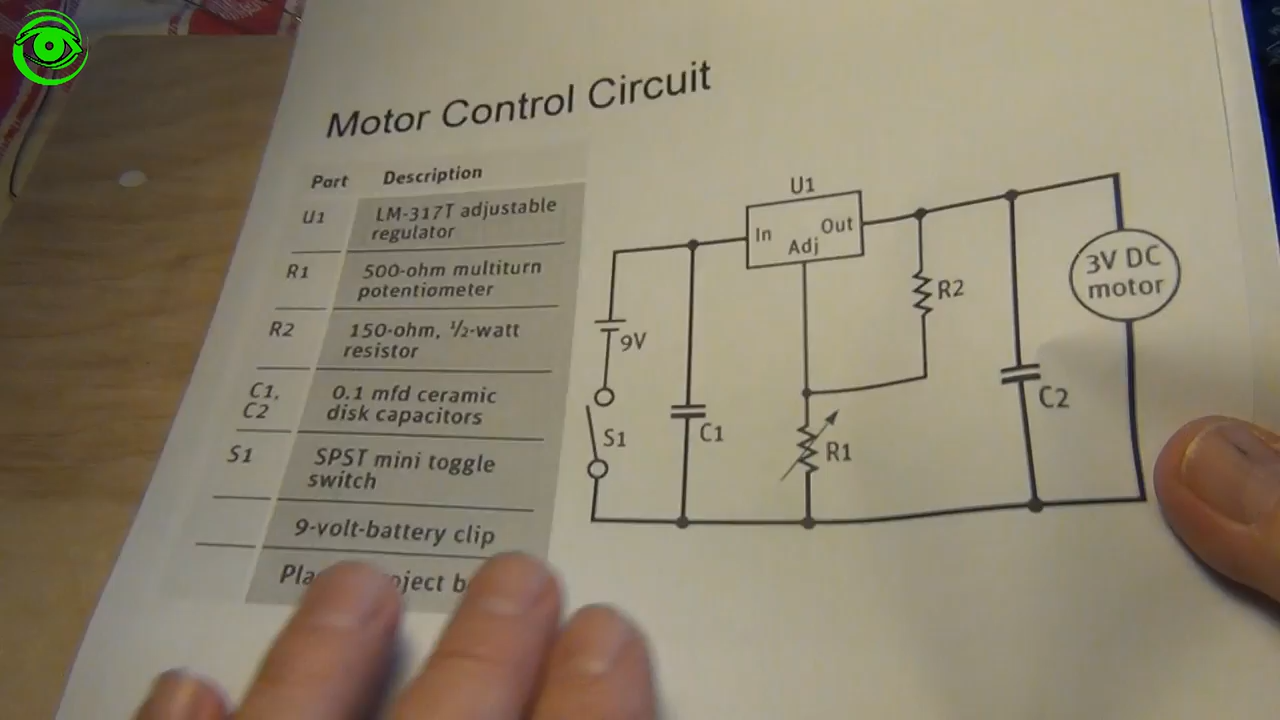 Motor Control Circuit
Part Description
U1 LM-317T adjustable
regulator
R1 500-ohm multiturn
potentiometer
R2 150-ohm, ½-watt
resistor
C1, 0.1 mfd ceramic
C2 disk capacitors
S1 SPST mini toggle
switch
9-volt-battery clip
U1
In
Out
Adj
R2
3V DC
motor
9V
S1
C1
R1
C2